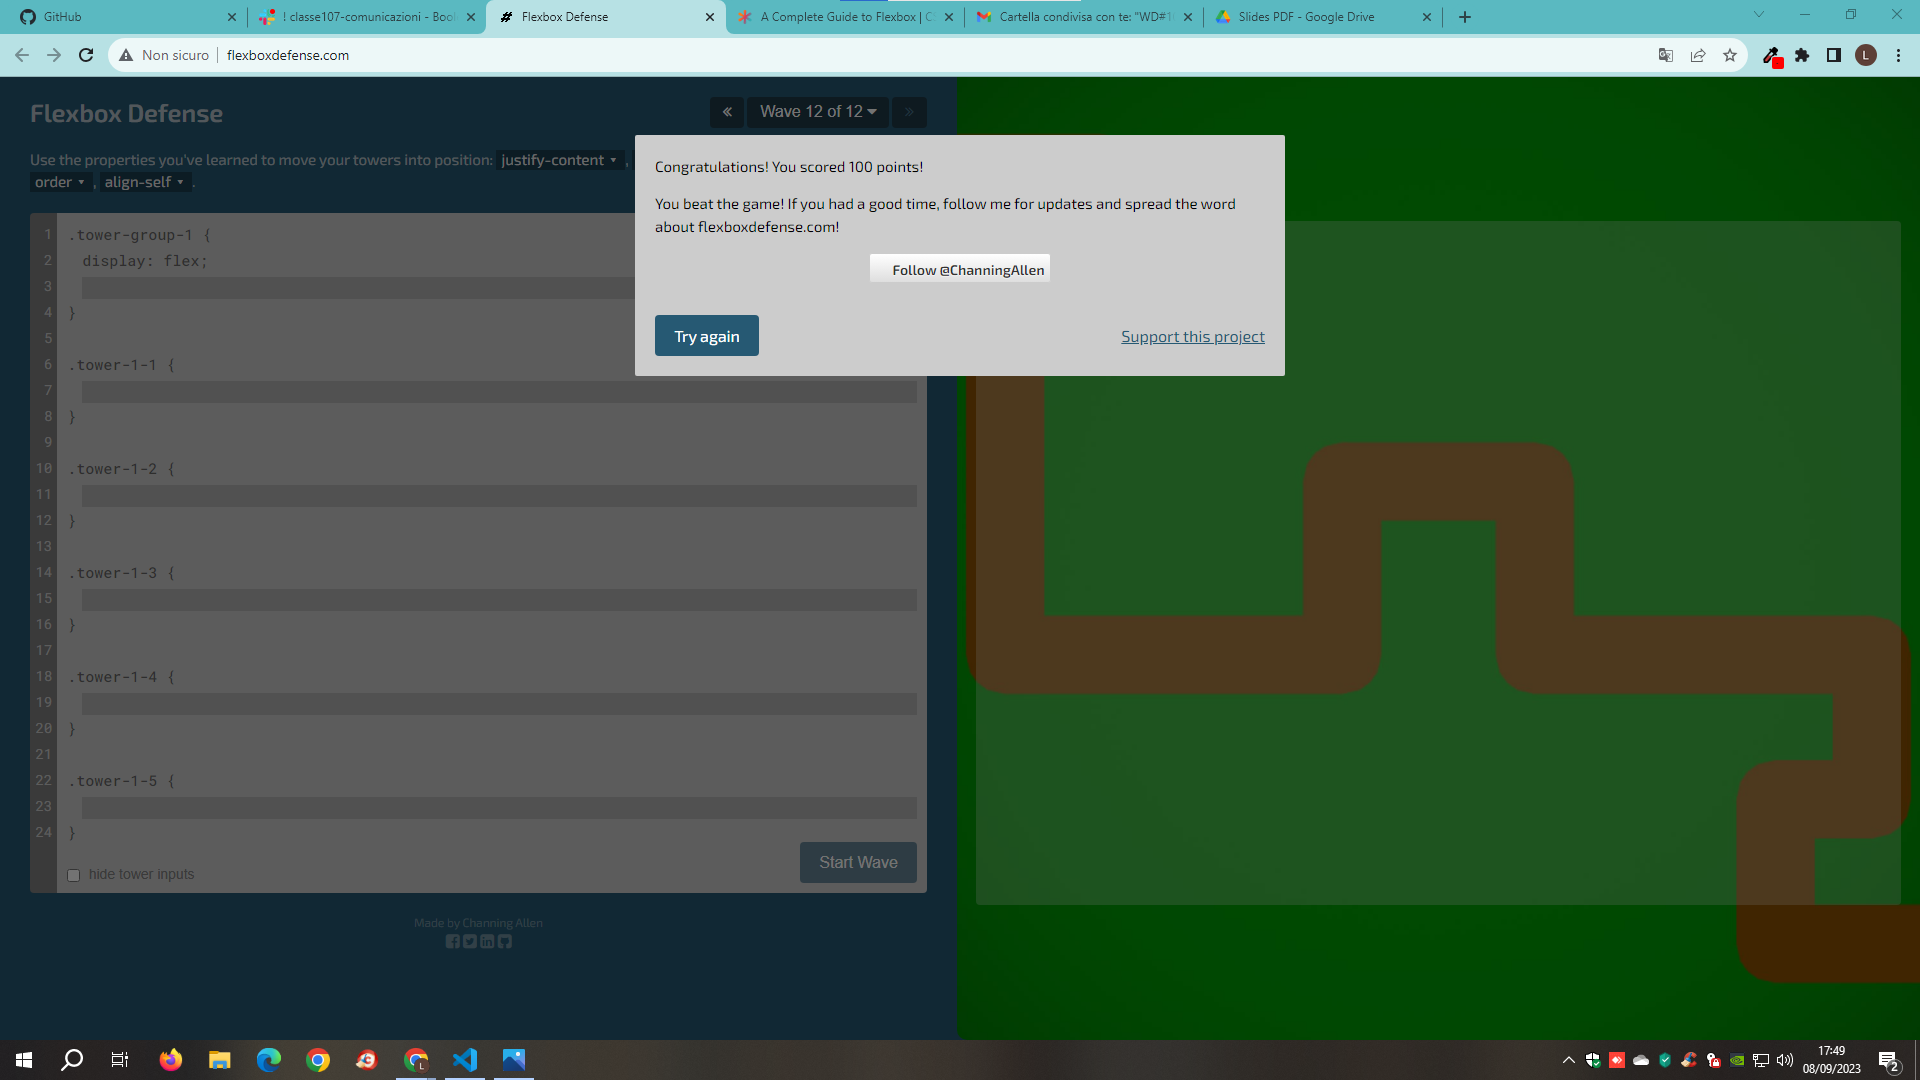 GitHub
! classe107-comunicazioni - Bool
Flexbox Defense
A Complete Guide to Flexbox | CS
Cartella condivisa con te: "WD#1
Slides PDF - Google Drive
Non sicuro
flexboxdefense.com
L
Flexbox Defense
« Wave 12 of 12 »
Use the properties you've learned to move your towers into position: justify-content ,
order , align-self .
Congratulations! You scored 100 points!
You beat the game! If you had a good time, follow me for updates and spread the word
about flexboxdefense.com!
Follow @ChanningAllen
Try again
Support this project
1 .tower-group-1 {
2 display: flex;
3
4 }
5
6 .tower-1-1 {
7
8 }
9
10 .tower-1-2 {
11
12 }
13
14 .tower-1-3 {
15
16 }
17
18 .tower-1-4 {
19
20 }
21
22 .tower-1-5 {
23
24 }
hide tower inputs
Start Wave
Made by Channing Allen
17:49
08/09/2023
2